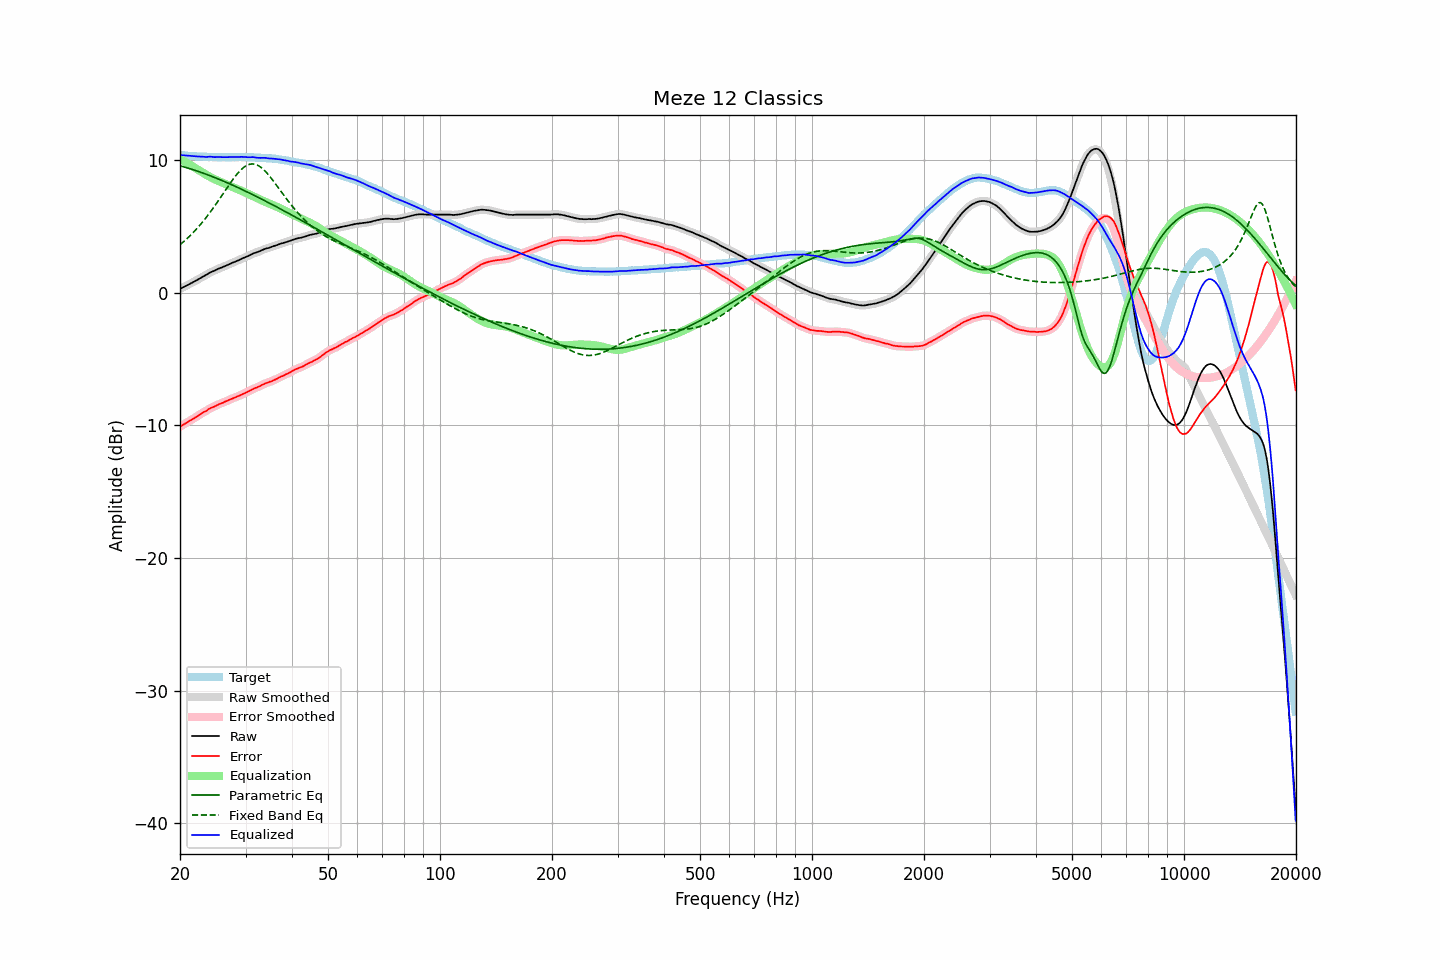 Meze 12 Classics
Amplitude (dBr)
10
0
−10
−20
−30
−40
Target
Raw Smoothed
Error Smoothed
Raw
Error
Equalization
Parametric Eq
Fixed Band Eq
Equalized
20 50 100 200 500 1000 2000 5000 10000 20000
Frequency (Hz)